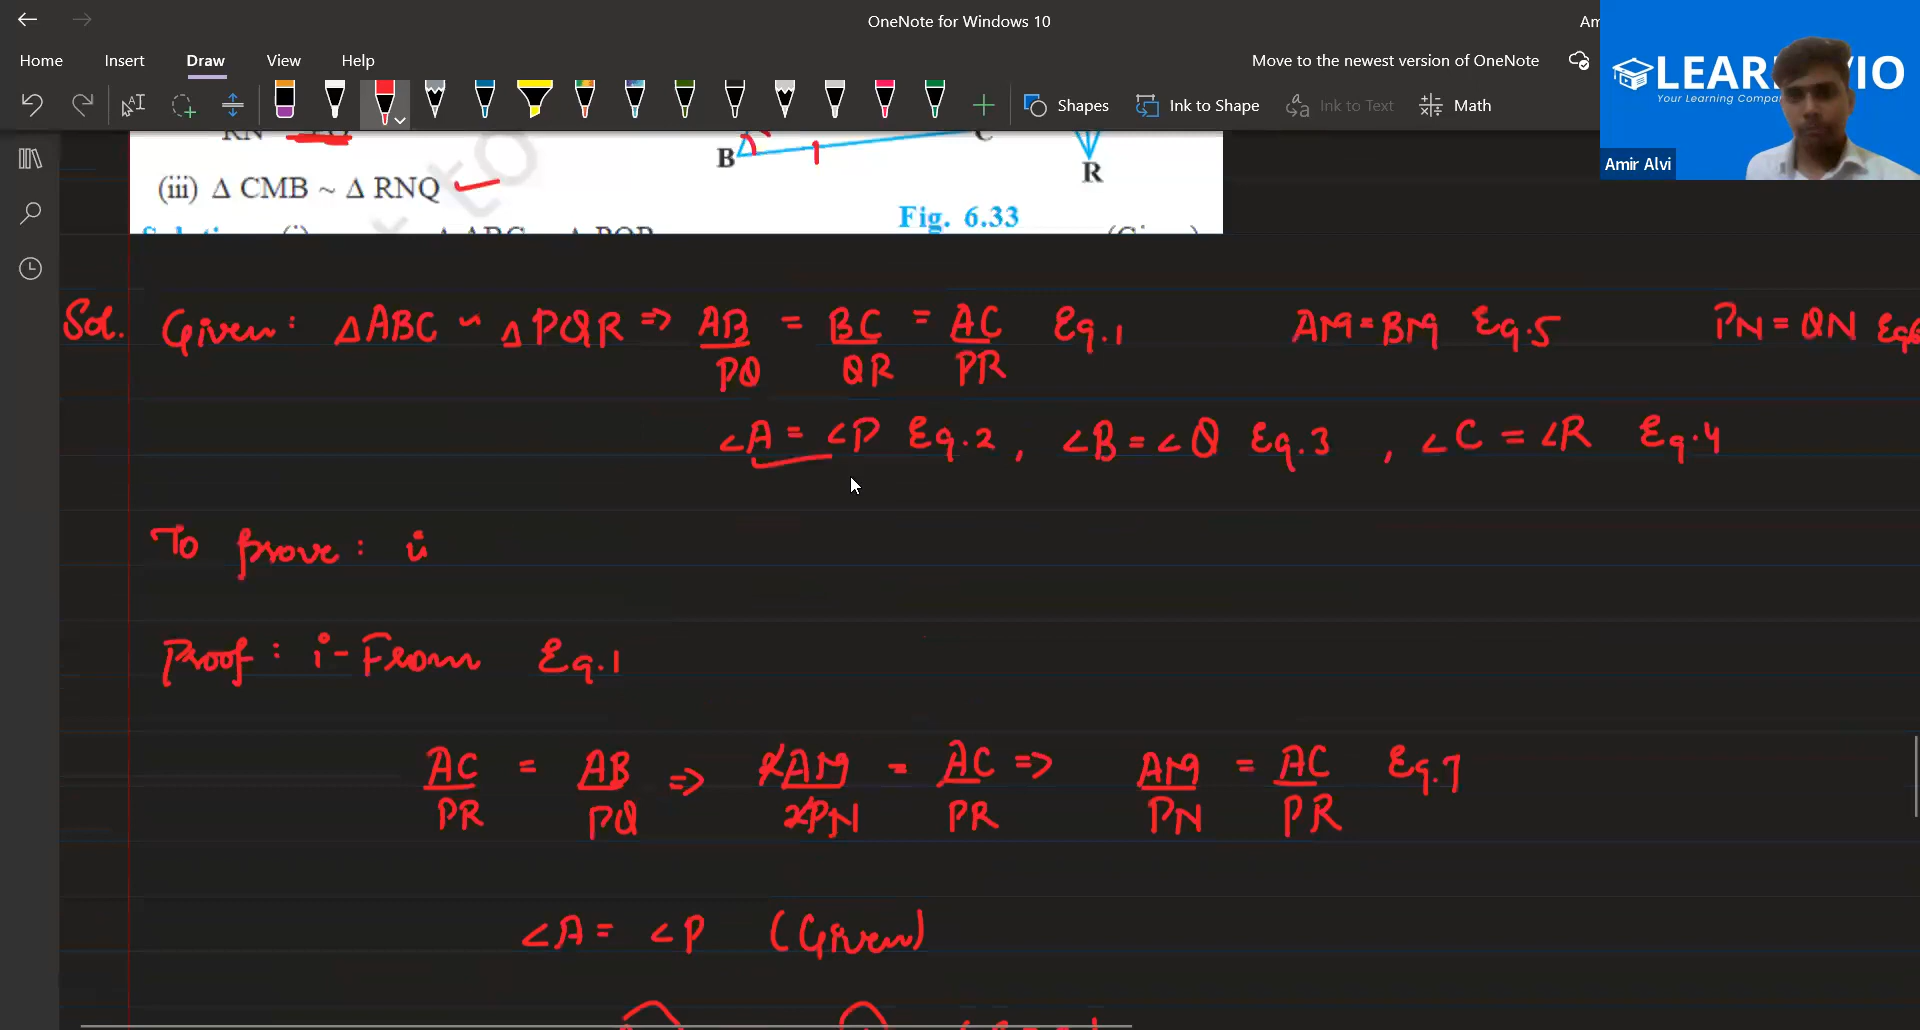 OneNote for Windows 10
Am
Home Insert Draw View Help Move to the newest version of OneNote
Shapes Ink to Shape Ink to Text Math
Your Learning Compa
Amir Alvi
RN
B C
R
(iii) Δ CMB ~ Δ RNQ
Fig. 6.33
Sol. Given: ΔABC ~ ΔPQR => AB/PQ = BC/QR = AC/PR Eq.1 AM=BM Eq.5 PN=QN Eq6
∠A = ∠P Eq.2, ∠B = ∠Q Eq.3, ∠C = ∠R Eq.4
To prove: i
Proof: i- From Eq.1
AC/PR = AB/PQ => 2AM/2PN = AC/PR => AM/PN = AC/PR Eq.7
∠A = ∠P (Given)